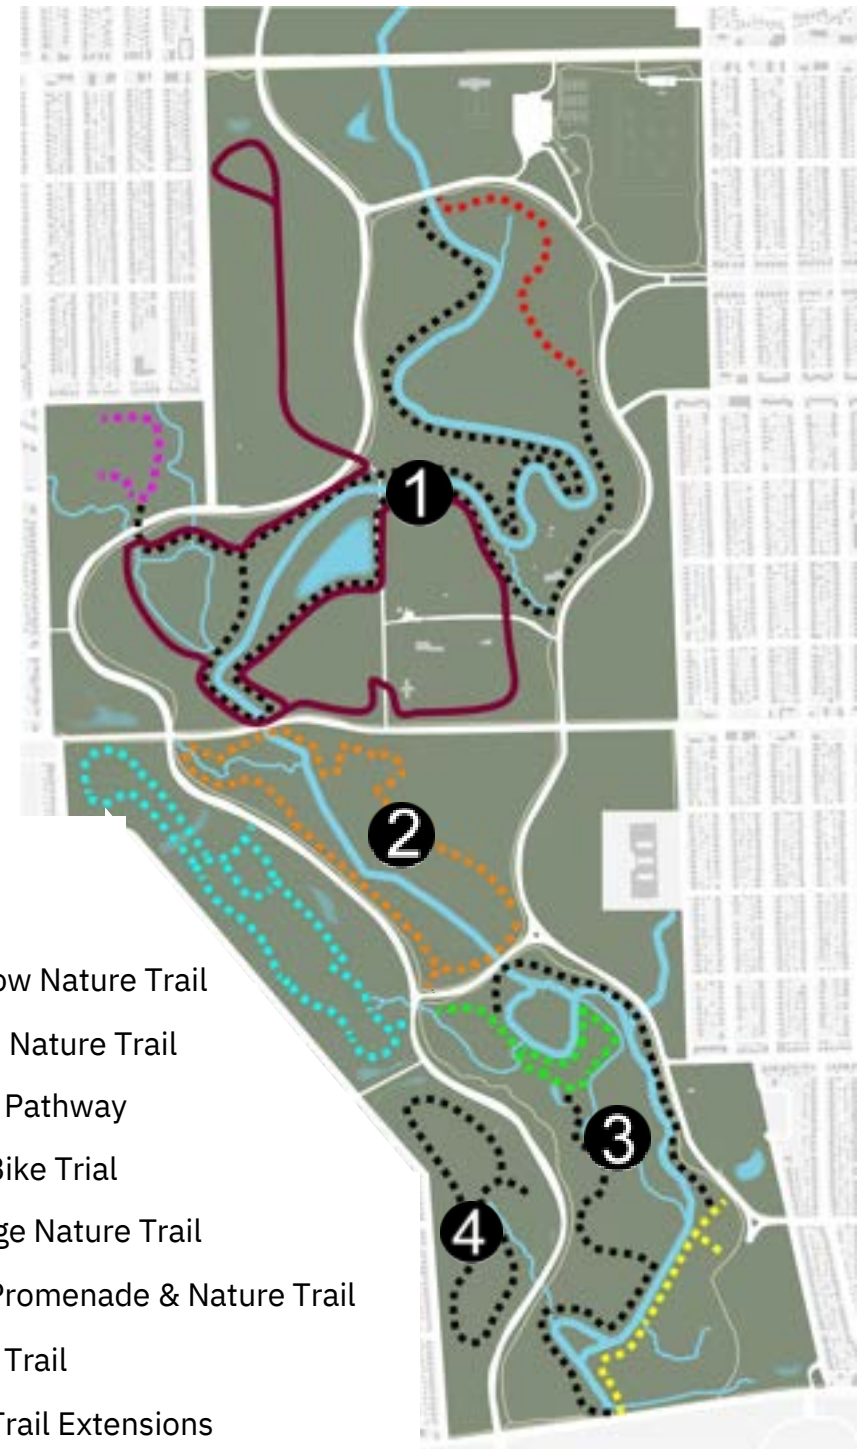 1
2
ow Nature Trail
Nature Trail
Pathway
Bike Trial
3
ge Nature Trail
4
Promenade & Nature Trail
Trail
Trail Extensions